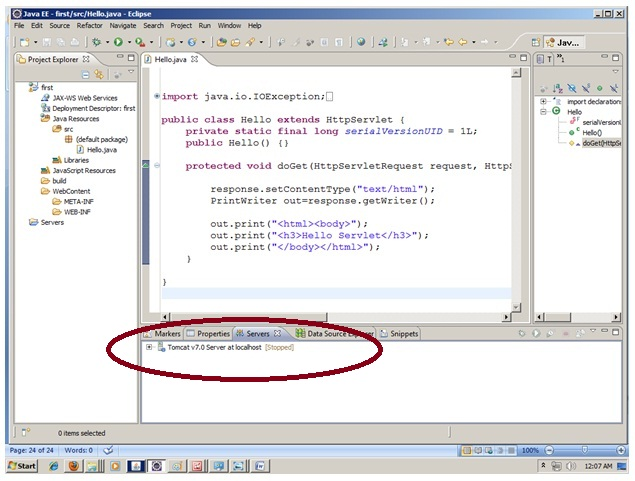 Java EE - first/src/Hello.java - Eclipse
File Edit Source Refactor Navigate Search Project Run Window Help
Jav...
Project Explorer
first
JAX-WS Web Services
Deployment Descriptor: first
Java Resources
src
(default package)
Hello.java
Libraries
JavaScript Resources
build
WebContent
META-INF
WEB-INF
Servers
Hello.java
import java.io.IOException;
public class Hello extends HttpServlet {
private static final long serialVersionUID = 1L;
public Hello() {}
protected void doGet(HttpServletRequest request, HttpS
response.setContentType("text/html");
PrintWriter out=response.getWriter();
out.print("<html><body>");
out.print("<h3>Hello Servlet</h3>");
out.print("</body></html>");
}
}
import declarations
Hello
serialVersionU
Hello()
doGet(HttpSe
Markers Properties Servers Data Source Explorer Snippets
Tomcat v7.0 Server at localhost [Stopped]
0 items selected
Page: 24 of 24 Words: 0 100%
Start 12:07 AM